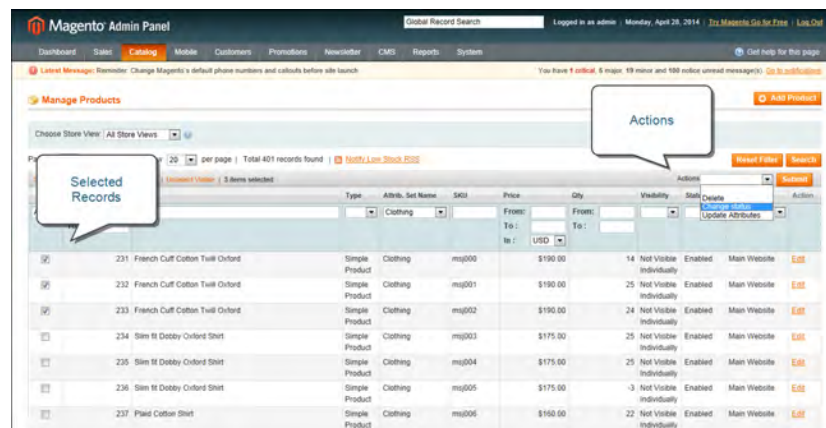 Magento Admin Panel
Global Record Search
Logged in as admin | Monday, April 28, 2014 | Try Magento Go for Free | Log Out
Dashboard Sales Catalog Mobile Customers Promotions Newsletter CMS Reports System
Get help for this page
Latest Message: Reminder: Change Magento's default phone numbers and callouts before site launch
You have 1 critical, 6 major, 19 minor and 100 notice unread message(s). Go to notifications
Manage Products
Add Product
Actions
Choose Store View: All Store Views
20 per page | Total 401 records found | Notify Low Stock RSS
Reset Filter Search
Selected
Records
| 3 items selected
Actions Submit
Delete
Change status
Update Attributes
Type Attrib. Set Name SKU Price Qty Visibility Action
Clothing From: From:
To : To :
In : USD
231 French Cuff Cotton Twill Oxford Simple Product Clothing msj000 $190.00 14 Not Visible Individually Enabled Main Website Edit
232 French Cuff Cotton Twill Oxford Simple Product Clothing msj001 $190.00 25 Not Visible Individually Enabled Main Website Edit
233 French Cuff Cotton Twill Oxford Simple Product Clothing msj002 $190.00 24 Not Visible Individually Enabled Main Website Edit
234 Slim fit Dobby Oxford Shirt Simple Product Clothing msj003 $175.00 25 Not Visible Individually Enabled Main Website Edit
235 Slim fit Dobby Oxford Shirt Simple Product Clothing msj004 $175.00 25 Not Visible Individually Enabled Main Website Edit
236 Slim fit Dobby Oxford Shirt Simple Product Clothing msj005 $175.00 -3 Not Visible Individually Enabled Main Website Edit
237 Plaid Cotton Shirt Simple Product Clothing msj006 $160.00 22 Not Visible Individually Enabled Main Website Edit